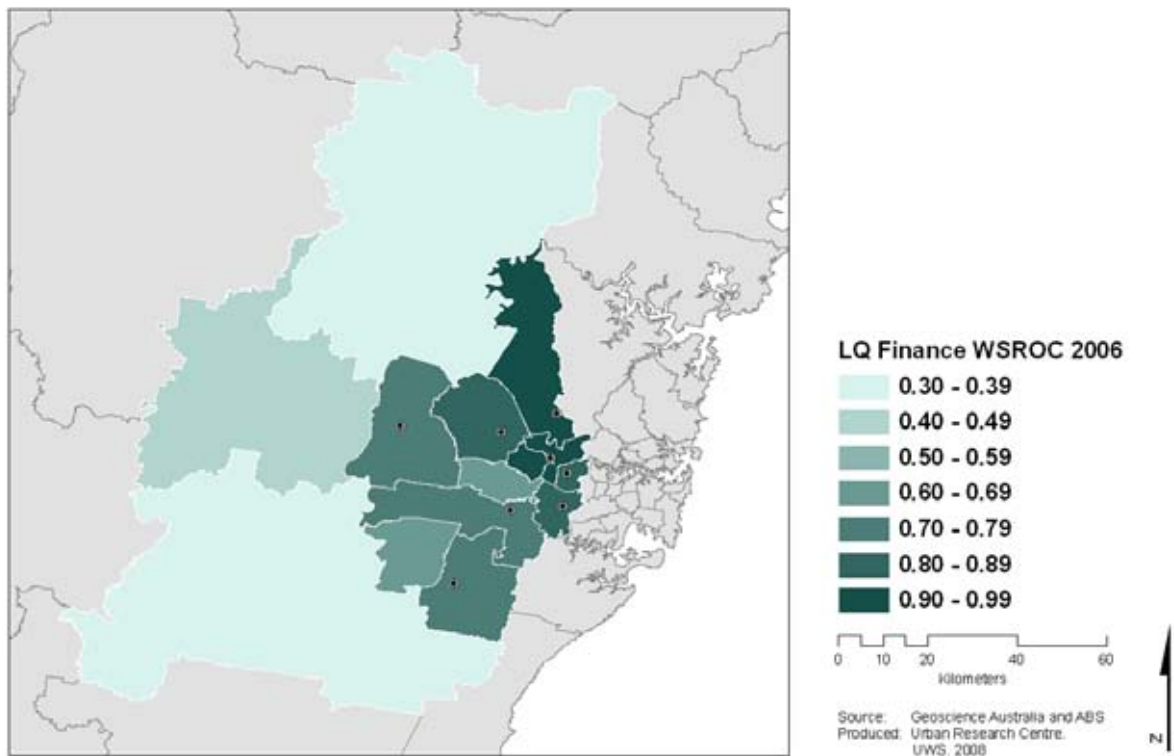 LQ Finance WSROC 2006
0.30 - 0.39
0.40 - 0.49
0.50 - 0.59
0.60 - 0.69
0.70 - 0.79
0.80 - 0.89
0.90 - 0.99
0 10 20 40 60
Kilometers
Source: Geoscience Australia and ABS
Produced: Urban Research Centre.
UWS. 2008
N